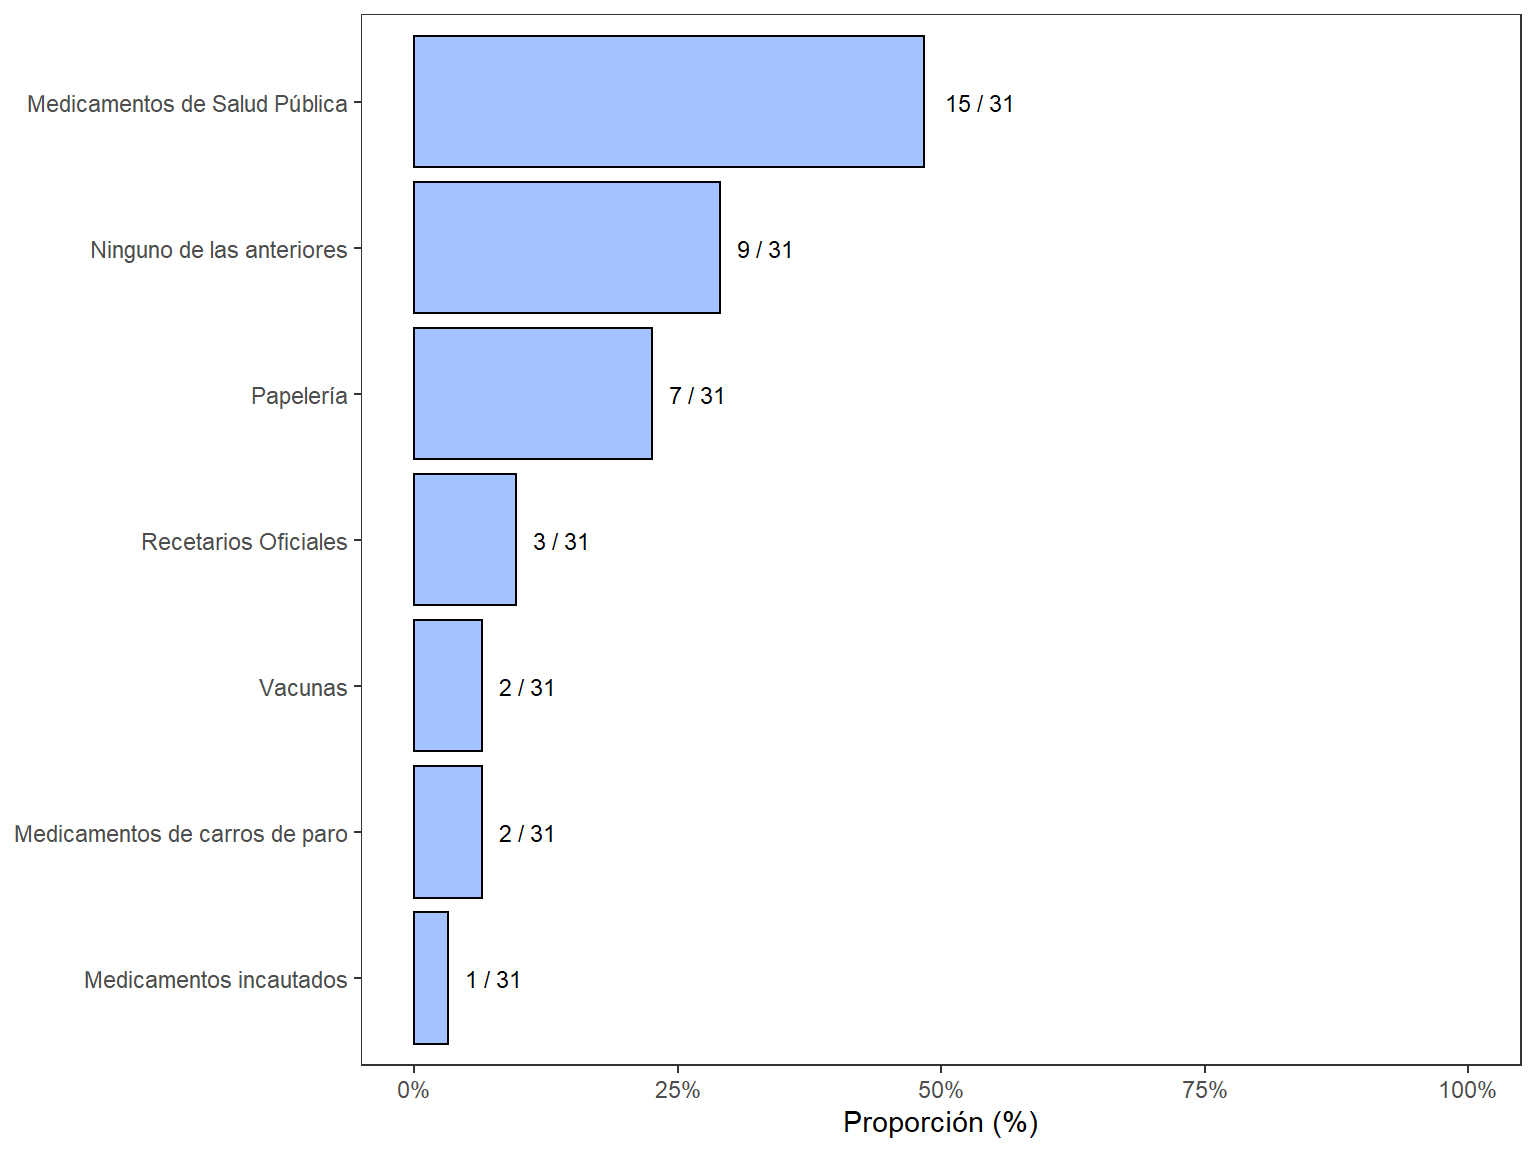 Medicamentos de Salud Pública
15 / 31
Ninguno de las anteriores
9 / 31
Papelería
7 / 31
Recetarios Oficiales
3 / 31
Vacunas
2 / 31
Medicamentos de carros de paro
2 / 31
Medicamentos incautados
1 / 31
0% 25% 50% 75% 100%
Proporción (%)